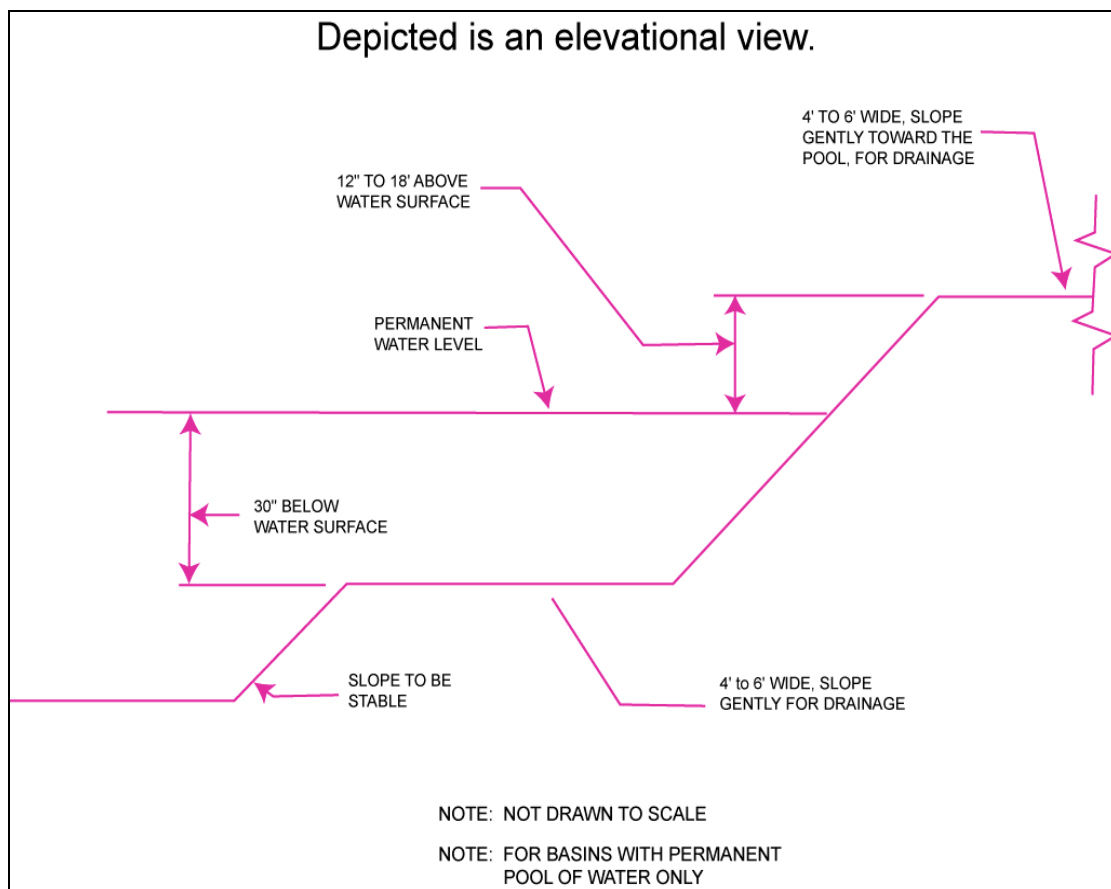 Depicted is an elevational view.
4' TO 6' WIDE, SLOPE
GENTLY TOWARD THE
POOL, FOR DRAINAGE
12" TO 18' ABOVE
WATER SURFACE
PERMANENT
WATER LEVEL
30" BELOW
WATER SURFACE
SLOPE TO BE
STABLE
4' to 6' WIDE, SLOPE
GENTLY FOR DRAINAGE
NOTE: NOT DRAWN TO SCALE
NOTE: FOR BASINS WITH PERMANENT
POOL OF WATER ONLY